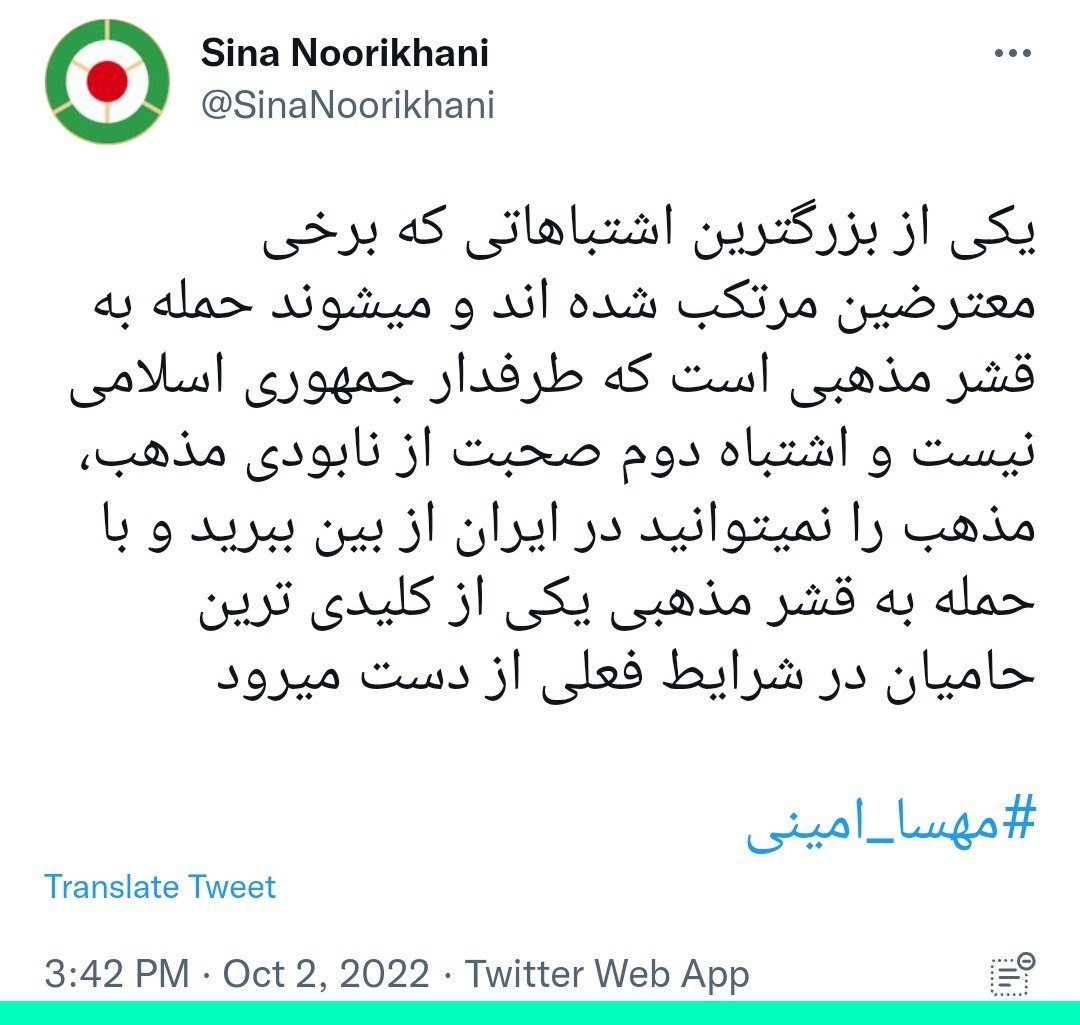 Sina Noorikhani
@SinaNoorikhani
یکی از بزرگترین اشتباهاتی که برخی
معترضین مرتکب شده اند و میشوند حمله به
قشر مذهبی است که طرفدار جمهوری اسلامی
نیست و اشتباه دوم صحبت از نابودی مذهب،
مذهب را نمیتوانید در ایران از بین ببرید و با
حمله به قشر مذهبی یکی از کلیدی ترین
حامیان در شرایط فعلی از دست میرود
#مهسا_امینی
Translate Tweet
3:42 PM · Oct 2, 2022 · Twitter Web App